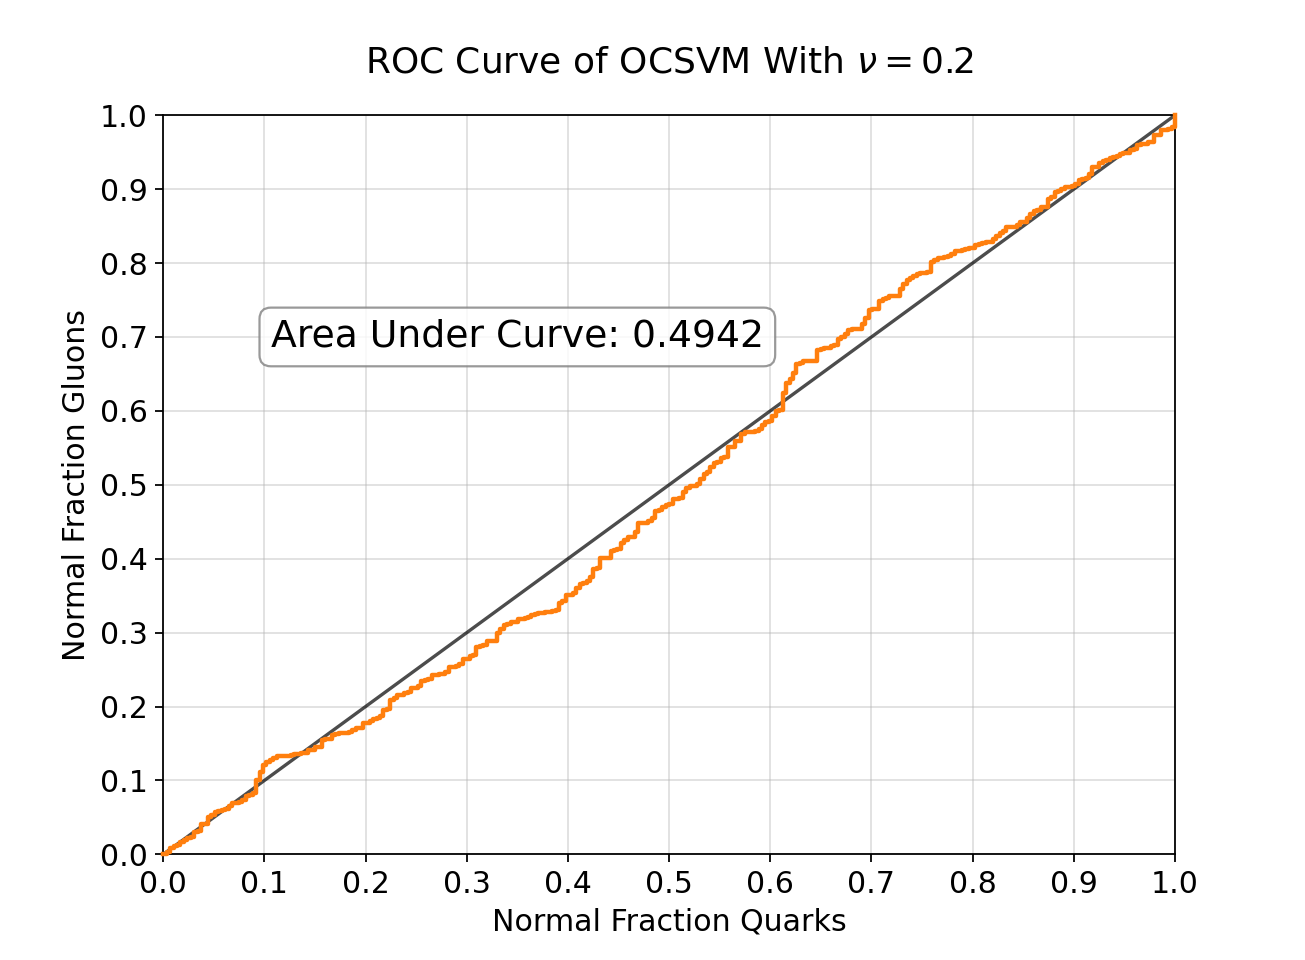 ROC Curve of OCSVM With ν = 0.2
1.0
0.9
0.8
0.7
0.6
0.5
0.4
0.3
0.2
0.1
0.0
Normal Fraction Gluons
Area Under Curve: 0.4942
0.0 0.1 0.2 0.3 0.4 0.5 0.6 0.7 0.8 0.9 1.0
Normal Fraction Quarks